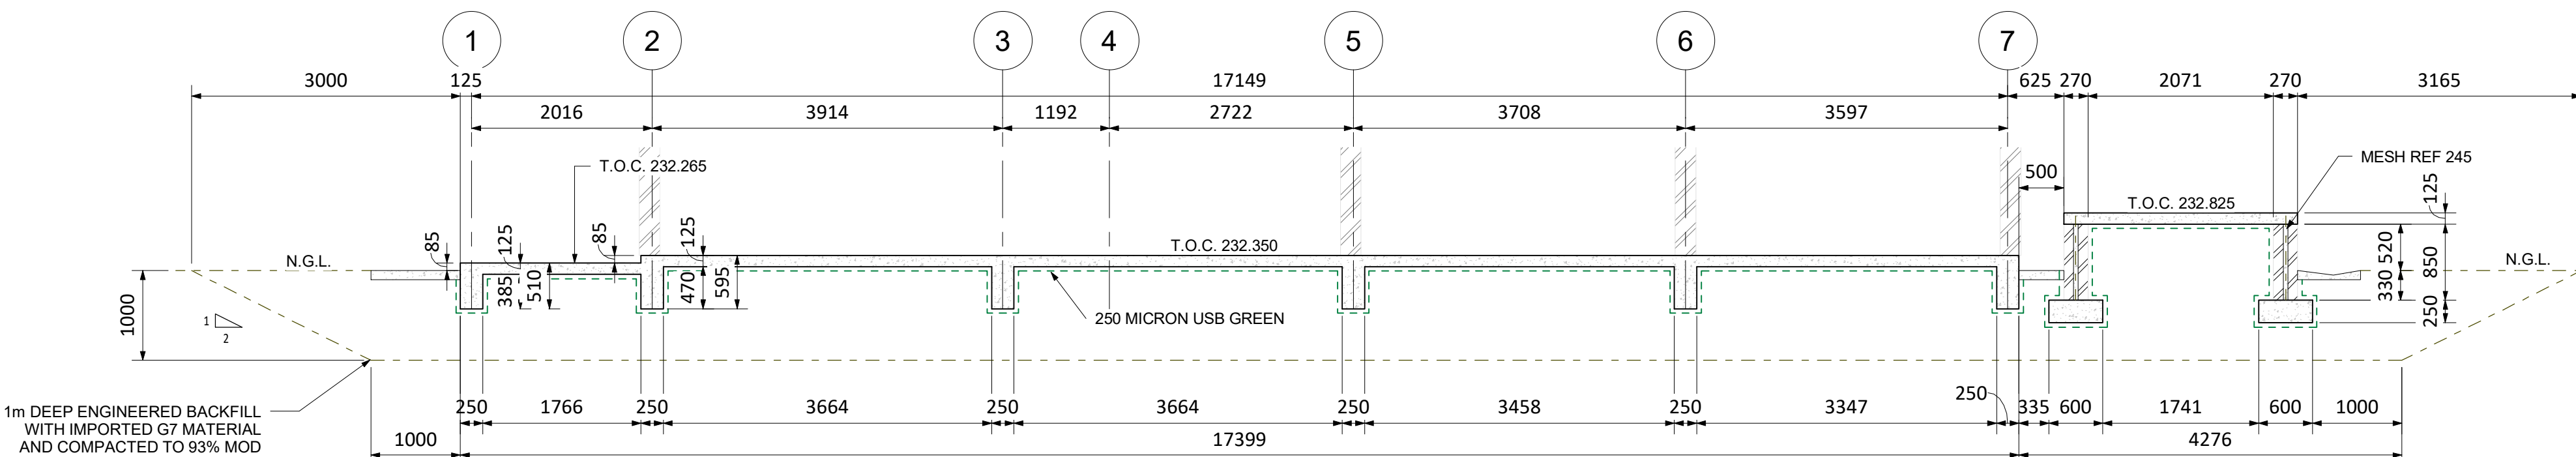 1 2 3 4 5 6 7
3000 125 17149 625 270 2071 270 3165
2016 3914 1192 2722 3708 3597
T.O.C. 232.265
MESH REF 245
500
T.O.C. 232.825
125
85 125 85 125
T.O.C. 232.350
N.G.L.
N.G.L.
385 510 470 595
520 850
330 250
1000
1
2
250 MICRON USB GREEN
1m DEEP ENGINEERED BACKFILL
WITH IMPORTED G7 MATERIAL
AND COMPACTED TO 93% MOD
250 1766 250 3664 250 3664 250 3458 250 3347 250 335 600 1741 600 1000
1000 17399 4276